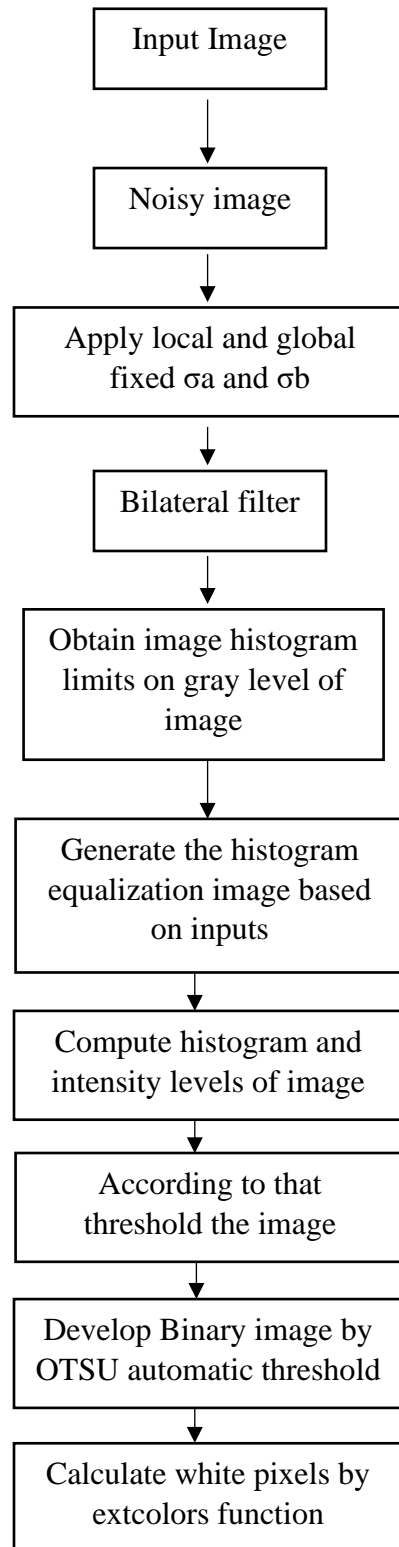 Input Image
Noisy image
Apply local and global
fixed σa and σb
Bilateral filter
Obtain image histogram
limits on gray level of
image
Generate the histogram
equalization image based
on inputs
Compute histogram and
intensity levels of image
According to that
threshold the image
Develop Binary image by
OTSU automatic threshold
Calculate white pixels by
extcolors function